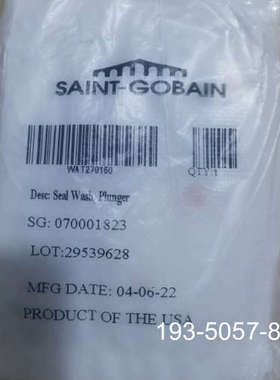 SAINT-GOBAIN
WAT270160
QTY 1
Desc: Seal Wash, Plunger
SG: 070001823
LOT:29539628
MFG DATE: 04-06-22
PRODUCT OF THE USA
193-5057-8